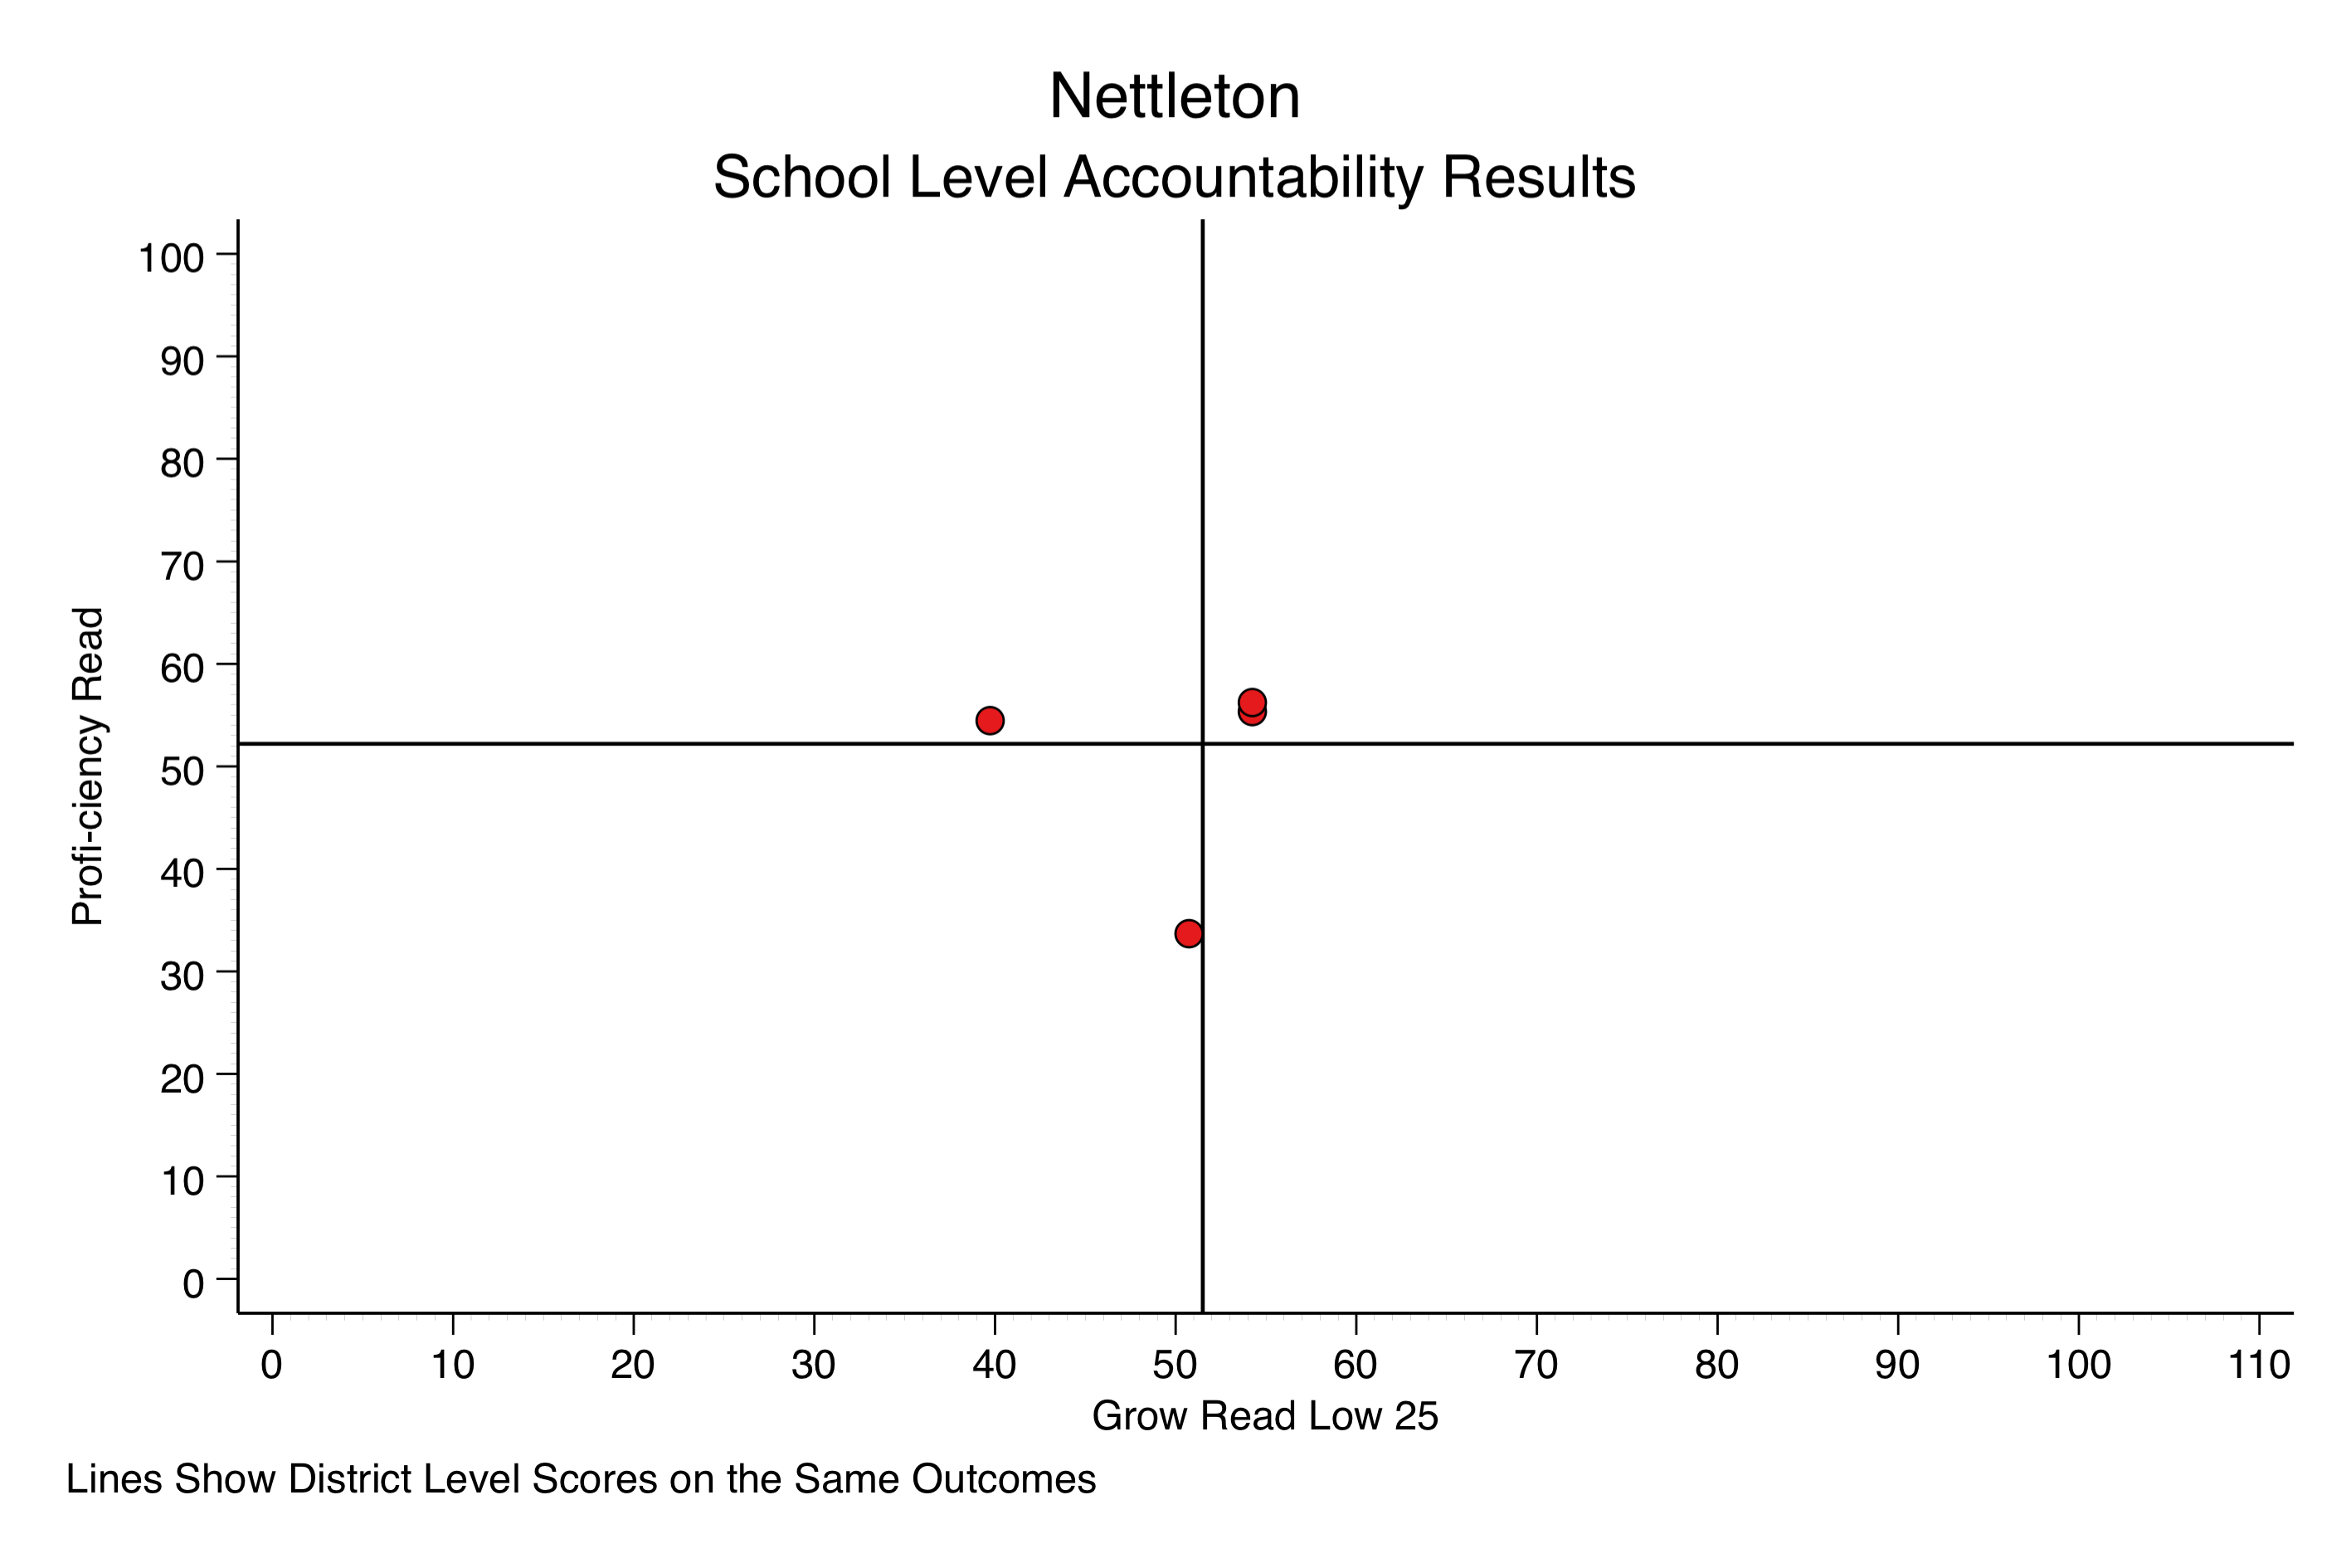 Nettleton
School Level Accountability Results
100
90
80
70
60
50
40
30
20
10
0
Profi-ciency Read
0 10 20 30 40 50 60 70 80 90 100 110
Grow Read Low 25
Lines Show District Level Scores on the Same Outcomes